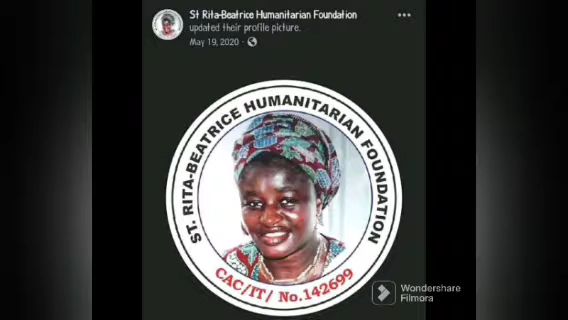 St Rita-Beatrice Humanitarian Foundation
updated their profile picture.
May 19, 2020 ·
ST. RITA-BEATRICE HUMANITARIAN FOUNDATION
CAC/IT/ No.142699
Wondershare
Filmora